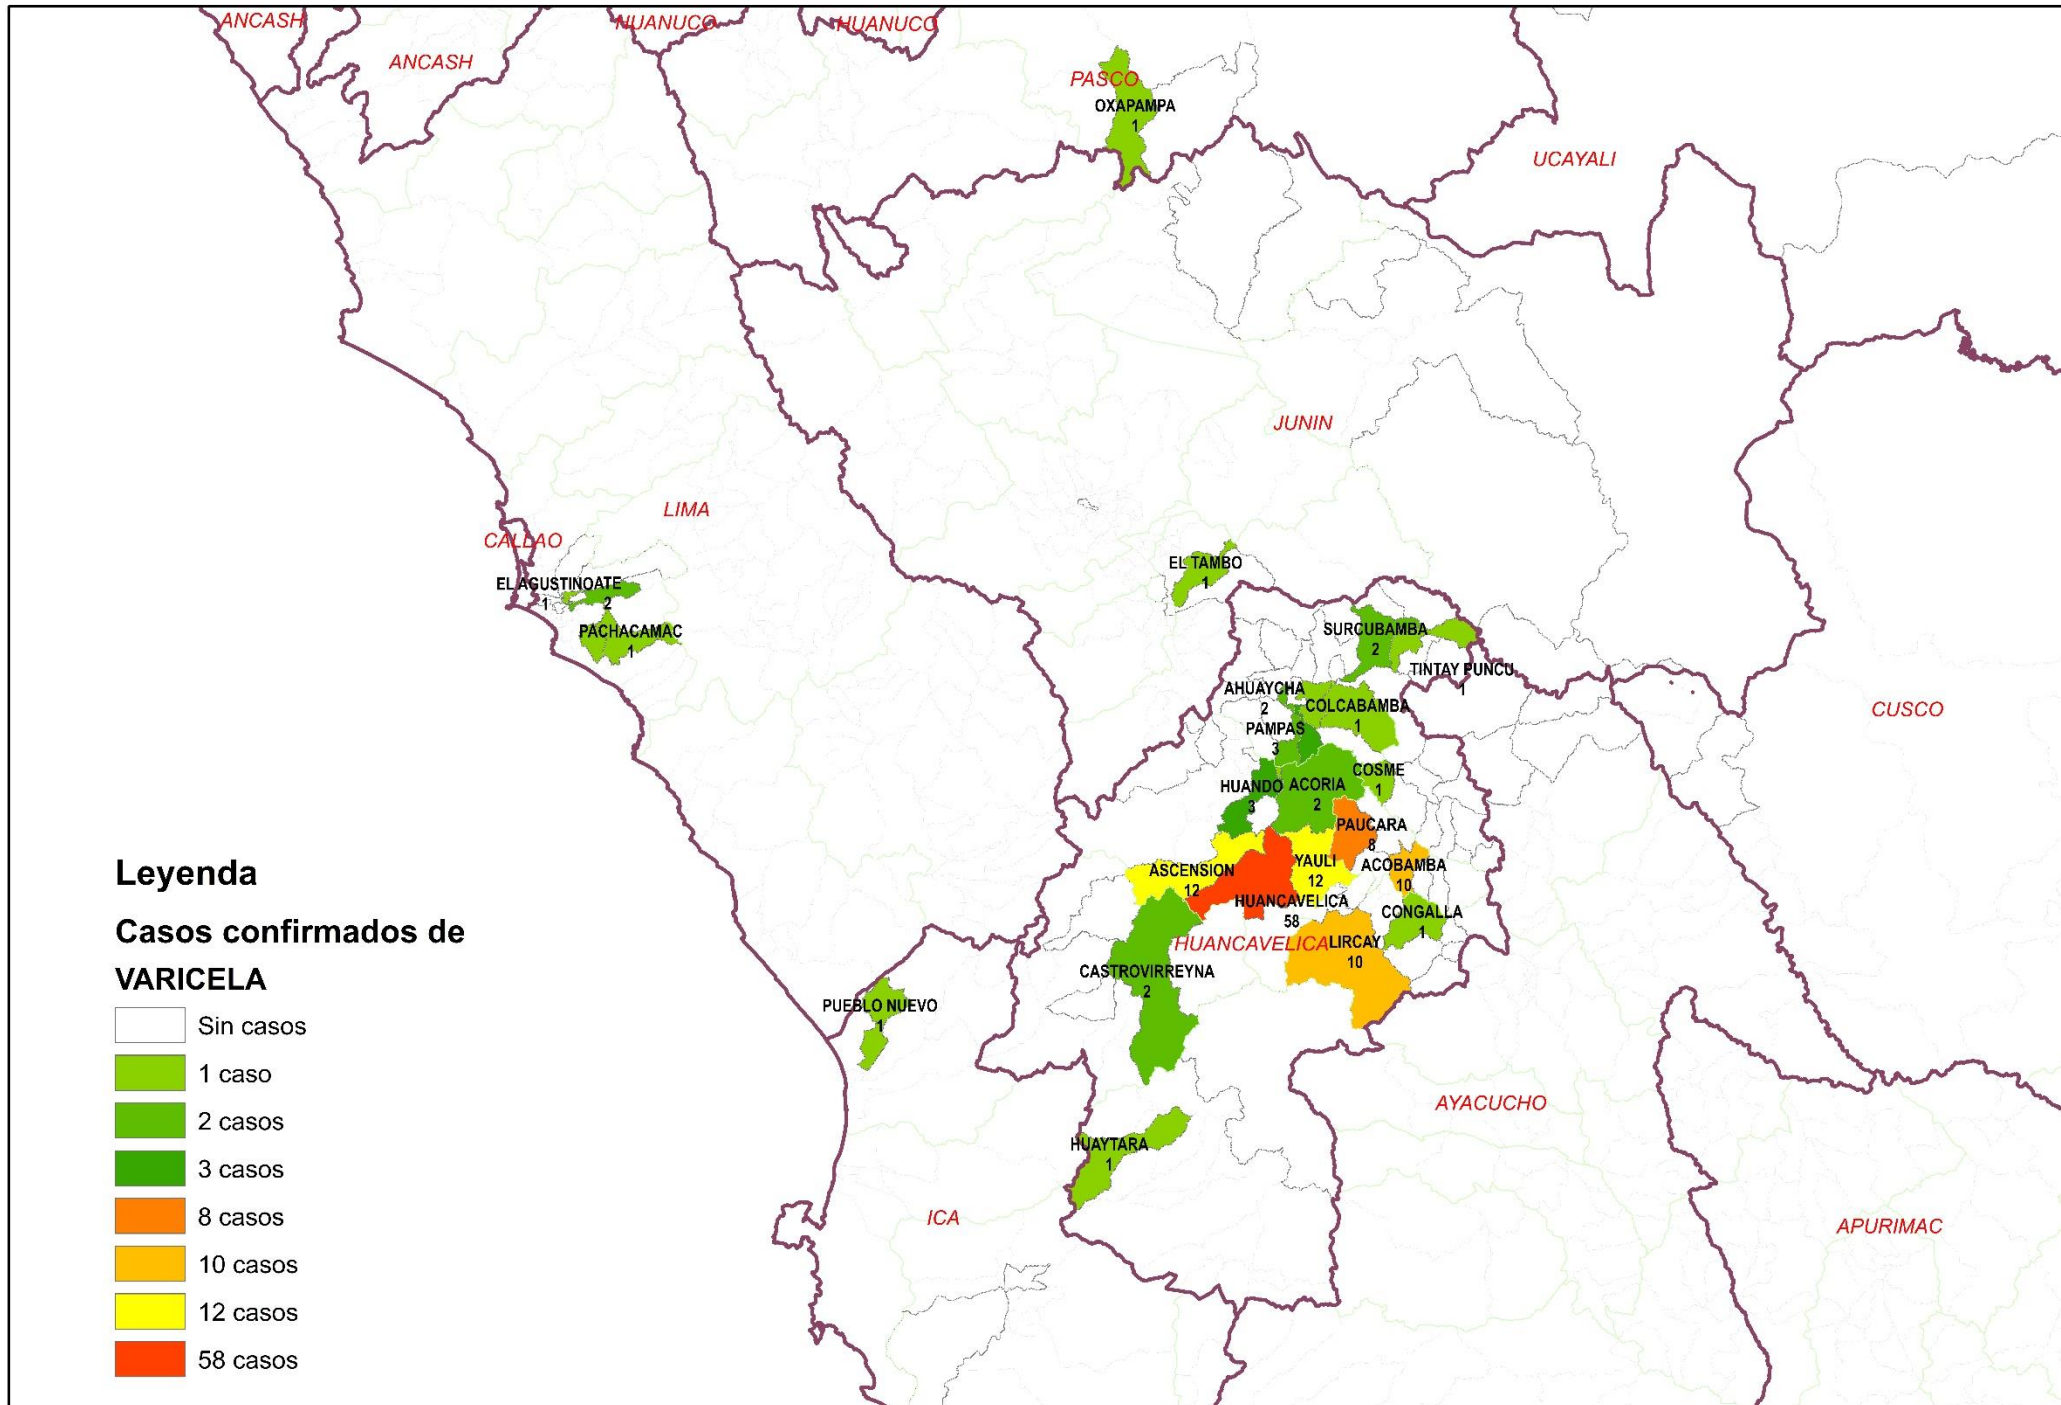 ANCASH
HUANUCO
HUANUCO
ANCASH
PASCO
OXAPAMPA
1
UCAYALI
JUNIN
LIMA
CALLAO
EL AGUSTINO
1
ATE
2
PACHACAMAC
1
EL TAMBO
1
SURCUBAMBA
2
TINTAY PUNCU
1
AHUAYCHA
2
COLCABAMBA
1
PAMPAS
3
CUSCO
HUANDO
3
ACORIA
2
COSME
1
PAUCARA
8
ASCENSION
12
YAULI
12
ACOBAMBA
10
HUANCAVELICA
58
CONGALLA
1
HUANCAVELICA
LIRCAY
10
CASTROVIRREYNA
2
PUEBLO NUEVO
1
AYACUCHO
HUAYTARA
1
ICA
APURIMAC
Leyenda
Casos confirmados de
VARICELA
Sin casos
1 caso
2 casos
3 casos
8 casos
10 casos
12 casos
58 casos